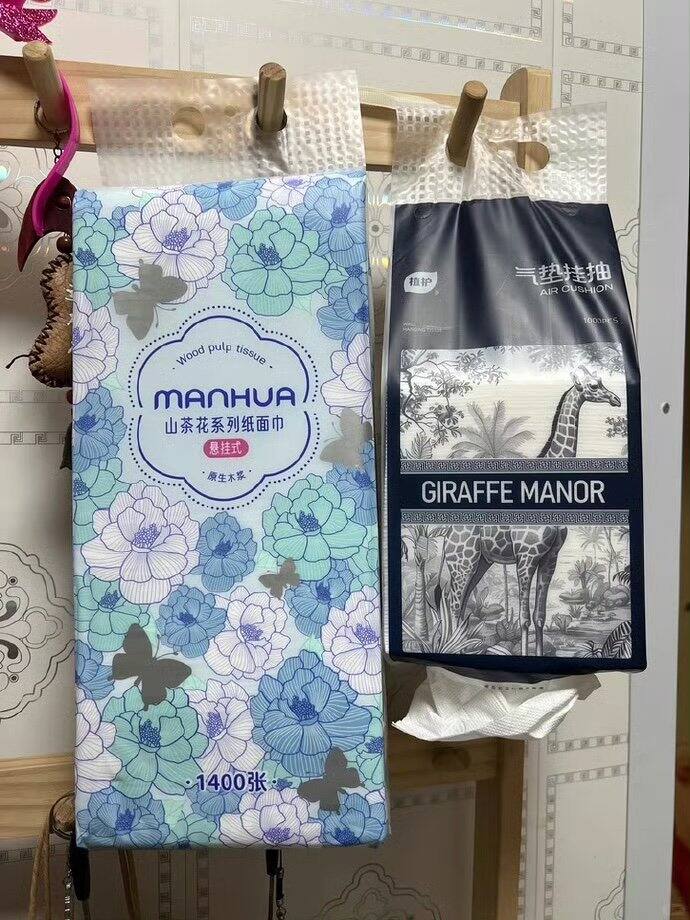 Wood pulp tissue
MANHUA
山茶花系列纸面巾
悬挂式
原生木浆
1400张
植护
气垫挂抽
AIR CUSHION
GIRAFFE MANOR